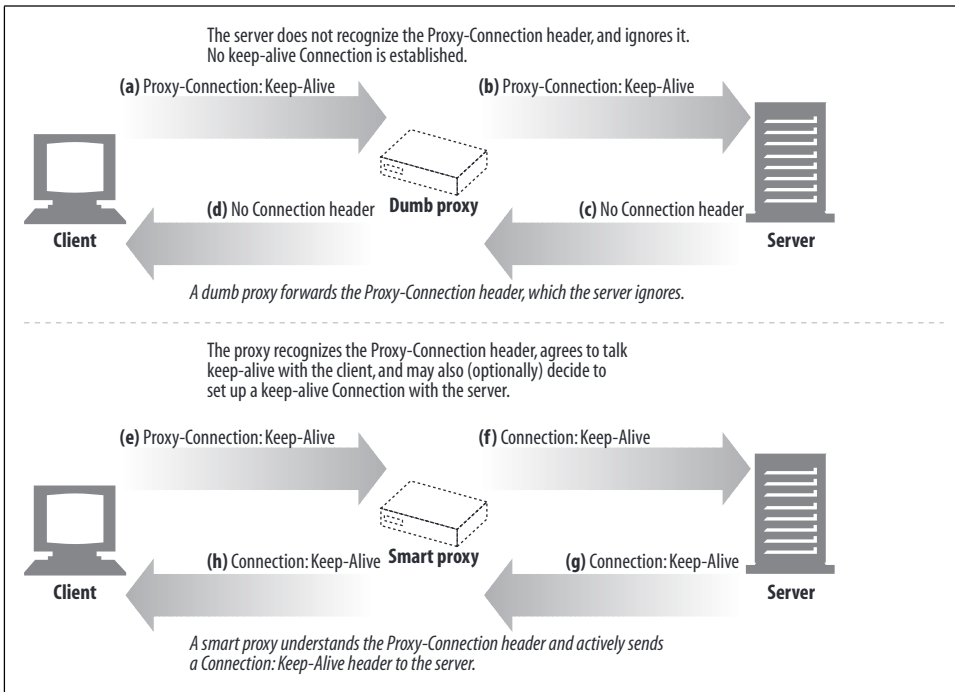 The server does not recognize the Proxy-Connection header, and ignores it.
No keep-alive Connection is established.
(a) Proxy-Connection: Keep-Alive
(b) Proxy-Connection: Keep-Alive
(d) No Connection header
Dumb proxy
(c) No Connection header
Client
Server
A dumb proxy forwards the Proxy-Connection header, which the server ignores.
The proxy recognizes the Proxy-Connection header, agrees to talk
keep-alive with the client, and may also (optionally) decide to
set up a keep-alive Connection with the server.
(e) Proxy-Connection: Keep-Alive
(f) Connection: Keep-Alive
(h) Connection: Keep-Alive
Smart proxy
(g) Connection: Keep-Alive
Client
Server
A smart proxy understands the Proxy-Connection header and actively sends
a Connection: Keep-Alive header to the server.